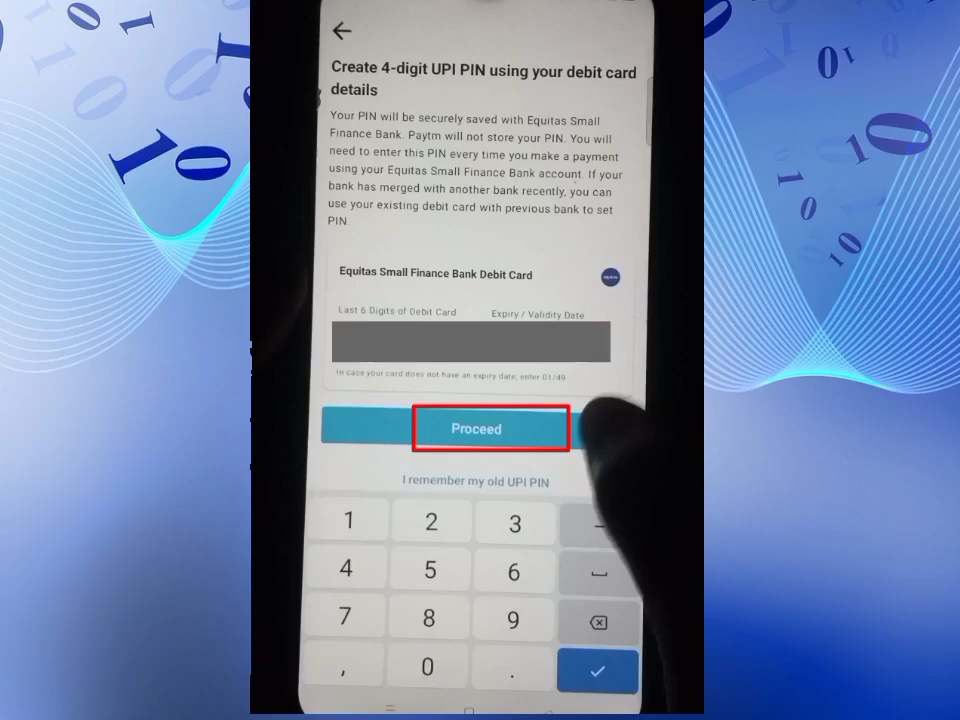 Create 4-digit UPI PIN using your debit card
details
Your PIN will be securely saved with Equitas Small
Finance Bank. Paytm will not store your PIN. You will
need to enter this PIN every time you make a payment
using your Equitas Small Finance Bank account. If your
bank has merged with another bank recently, you can
use your existing debit card with previous bank to set
PIN.
Equitas Small Finance Bank Debit Card
Last 6 Digits of Debit Card Expiry / Validity Date
In case your card does not have an expiry date, enter 01/49
Proceed
I remember my old UPI PIN
1 2 3 -
4 5 6
7 8 9
, 0 .